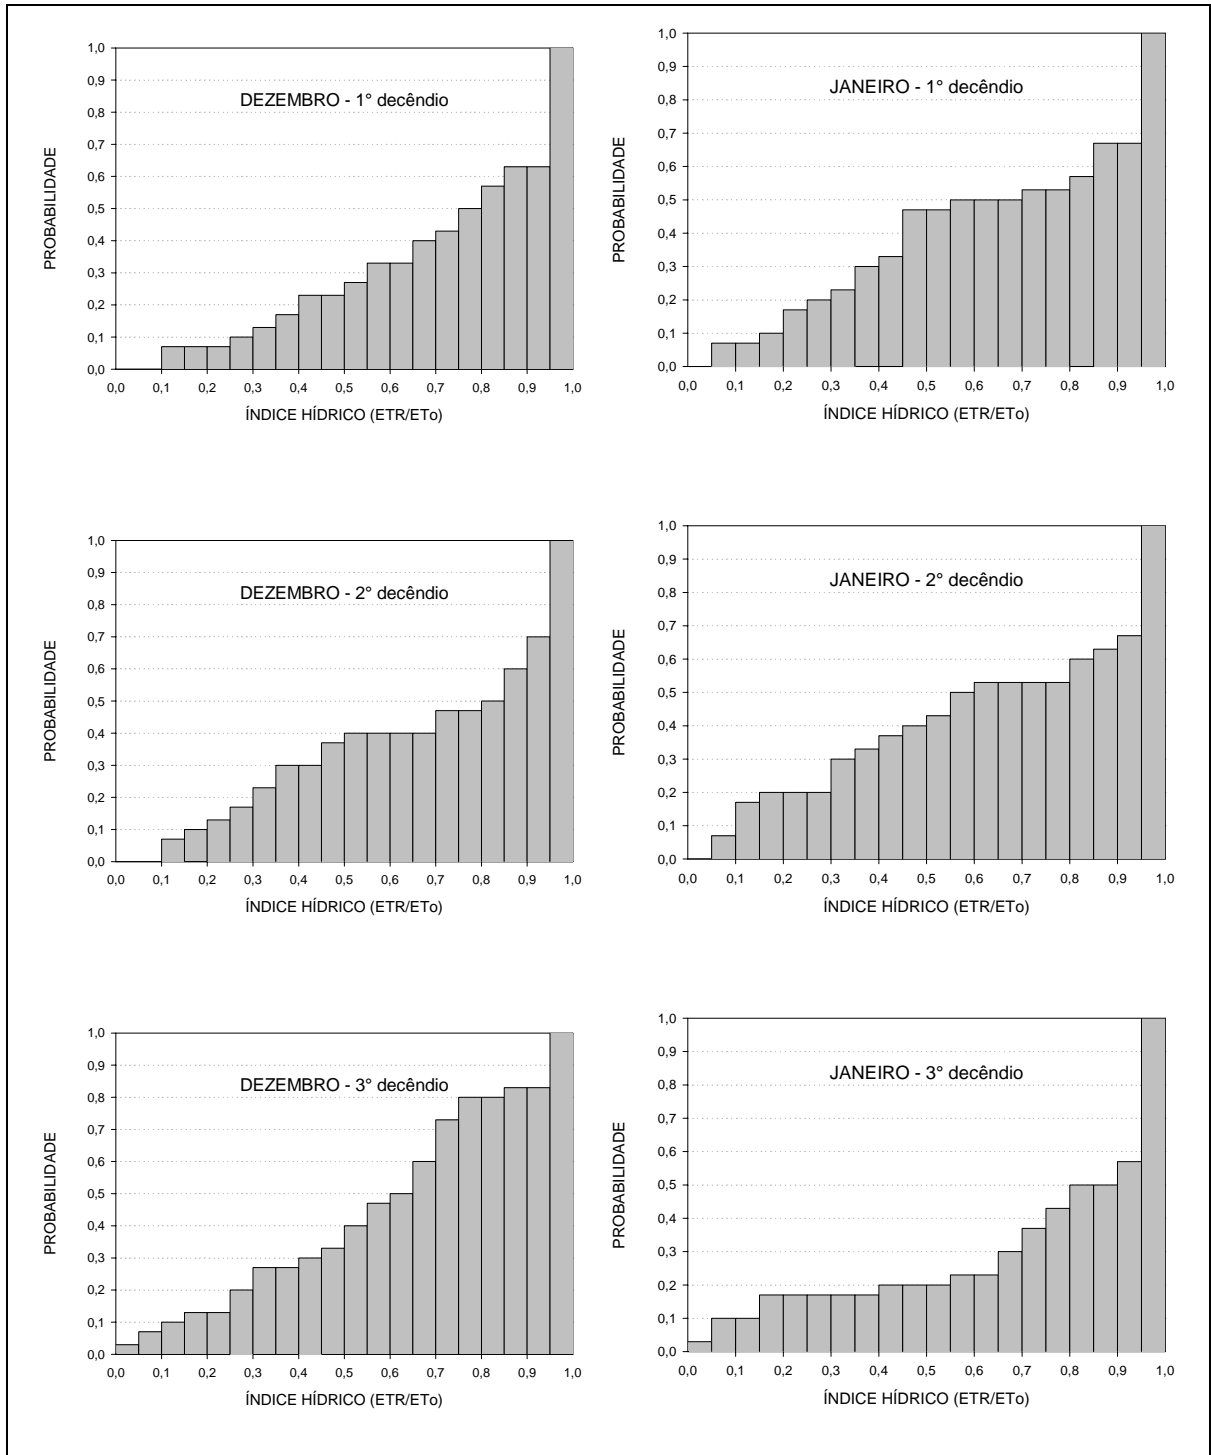 DEZEMBRO - 1° decêndio
PROBABILIDADE
1,0
0,9
0,8
0,7
0,6
0,5
0,4
0,3
0,2
0,1
0,0
0,0 0,1 0,2 0,3 0,4 0,5 0,6 0,7 0,8 0,9 1,0
ÍNDICE HÍDRICO (ETR/ETo)
JANEIRO - 1° decêndio
PROBABILIDADE
1,0
0,9
0,8
0,7
0,6
0,5
0,4
0,3
0,2
0,1
0,0
0,0 0,1 0,2 0,3 0,4 0,5 0,6 0,7 0,8 0,9 1,0
ÍNDICE HÍDRICO (ETR/ETo)
DEZEMBRO - 2° decêndio
PROBABILIDADE
1,0
0,9
0,8
0,7
0,6
0,5
0,4
0,3
0,2
0,1
0,0
0,0 0,1 0,2 0,3 0,4 0,5 0,6 0,7 0,8 0,9 1,0
ÍNDICE HÍDRICO (ETR/ETo)
JANEIRO - 2° decêndio
PROBABILIDADE
1,0
0,9
0,8
0,7
0,6
0,5
0,4
0,3
0,2
0,1
0,0
0,0 0,1 0,2 0,3 0,4 0,5 0,6 0,7 0,8 0,9 1,0
ÍNDICE HÍDRICO (ETR/ETo)
DEZEMBRO - 3° decêndio
PROBABILIDADE
1,0
0,9
0,8
0,7
0,6
0,5
0,4
0,3
0,2
0,1
0,0
0,0 0,1 0,2 0,3 0,4 0,5 0,6 0,7 0,8 0,9 1,0
ÍNDICE HÍDRICO (ETR/ETo)
JANEIRO - 3° decêndio
PROBABILIDADE
1,0
0,9
0,8
0,7
0,6
0,5
0,4
0,3
0,2
0,1
0,0
0,0 0,1 0,2 0,3 0,4 0,5 0,6 0,7 0,8 0,9 1,0
ÍNDICE HÍDRICO (ETR/ETo)